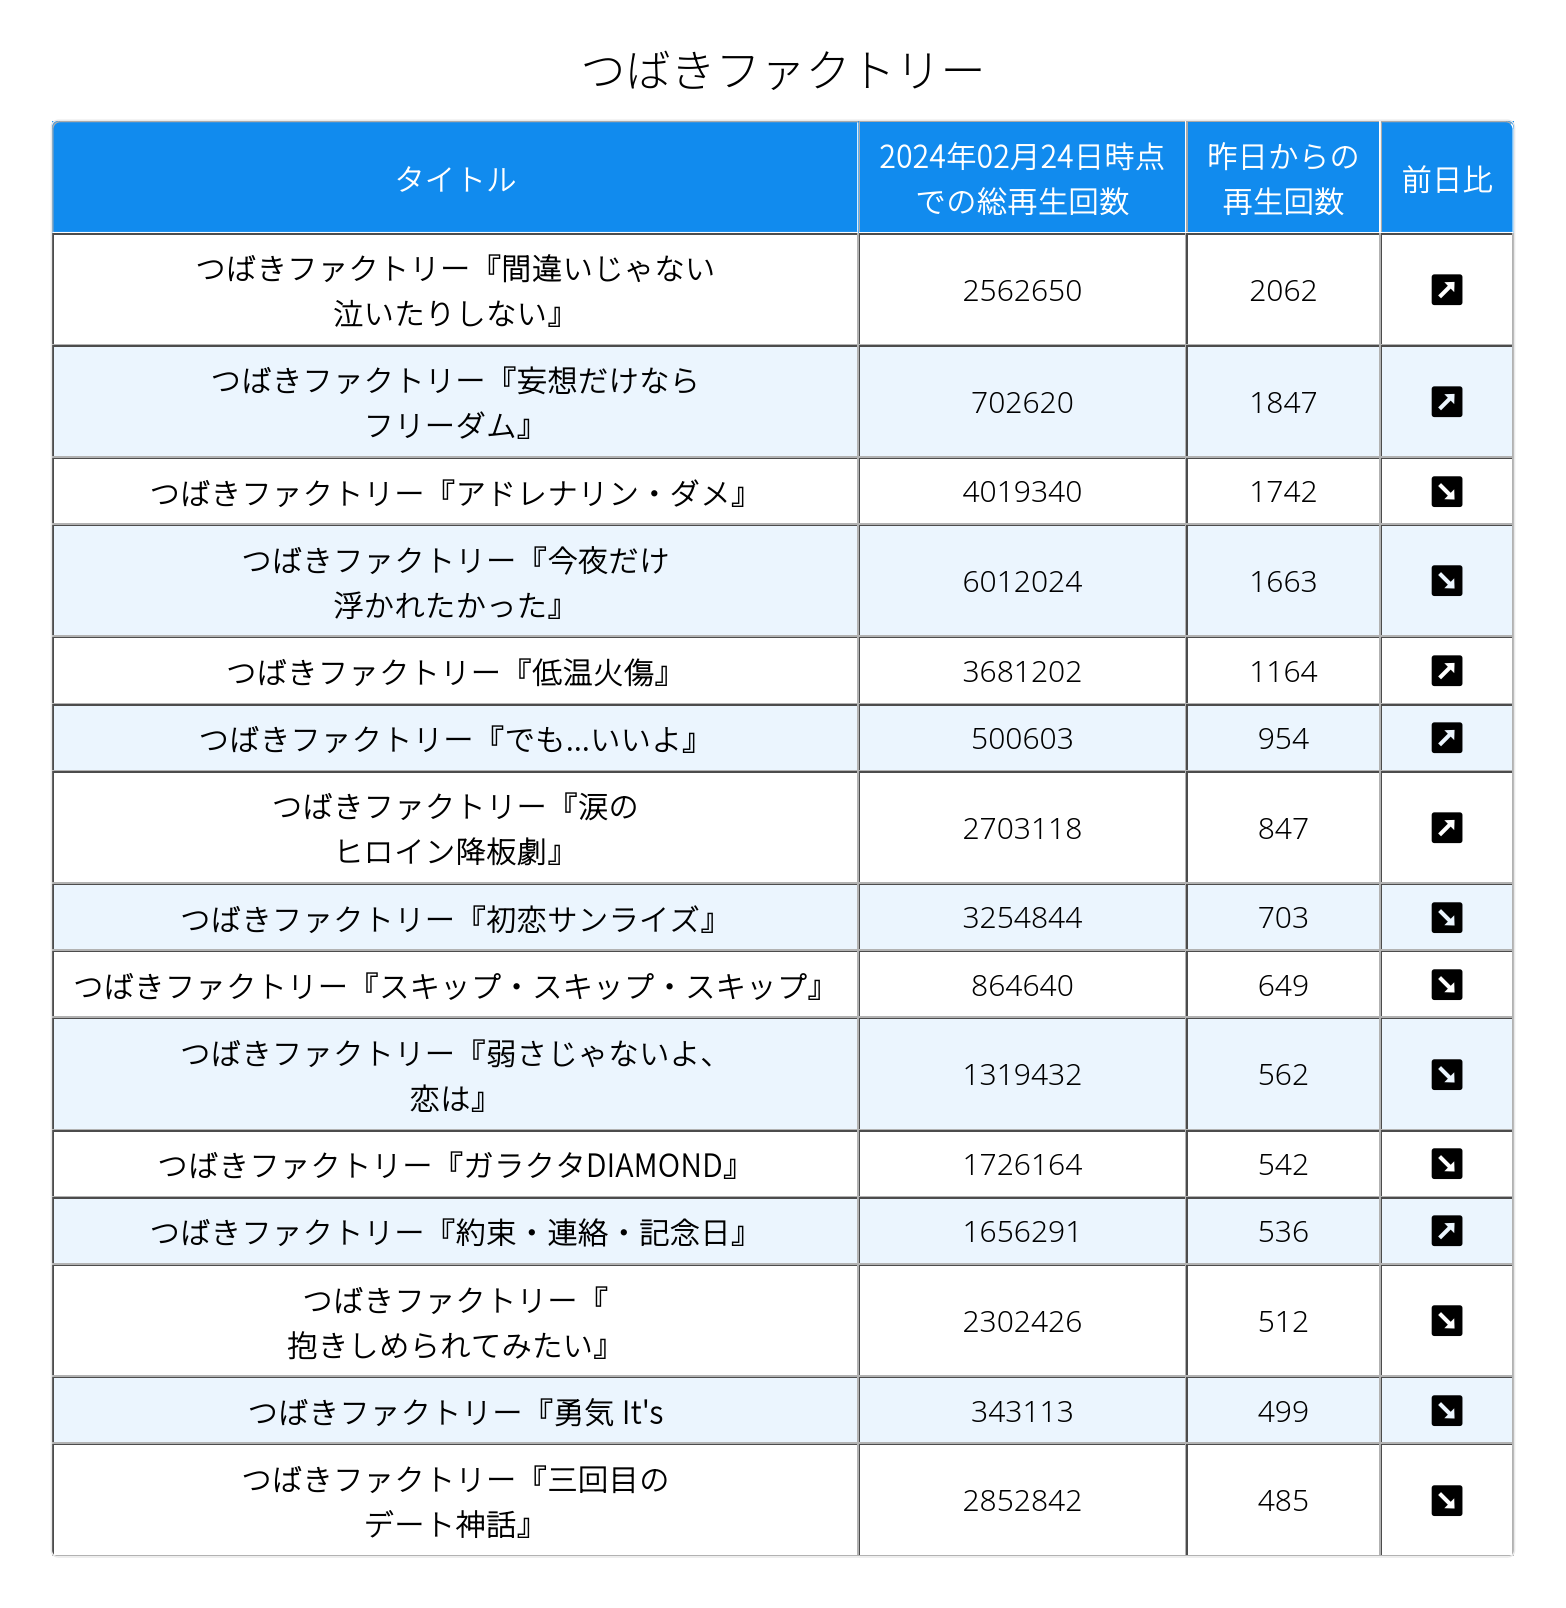 つばきファクトリー
タイトル
2024年02月24日時点
での総再生回数
昨日からの
再生回数
前日比
つばきファクトリー『間違いじゃない
泣いたりしない』
2562650
2062
つばきファクトリー『妄想だけなら
フリーダム』
702620
1847
つばきファクトリー『アドレナリン・ダメ』
4019340
1742
つばきファクトリー『今夜だけ
浮かれたかった』
6012024
1663
つばきファクトリー『低温火傷』
3681202
1164
つばきファクトリー『でも...いいよ』
500603
954
つばきファクトリー『涙の
ヒロイン降板劇』
2703118
847
つばきファクトリー『初恋サンライズ』
3254844
703
つばきファクトリー『スキップ・スキップ・スキップ』
864640
649
つばきファクトリー『弱さじゃないよ、
恋は』
1319432
562
つばきファクトリー『ガラクタDIAMOND』
1726164
542
つばきファクトリー『約束・連絡・記念日』
1656291
536
つばきファクトリー『
抱きしめられてみたい』
2302426
512
つばきファクトリー『勇気 It's
343113
499
つばきファクトリー『三回目の
デート神話』
2852842
485